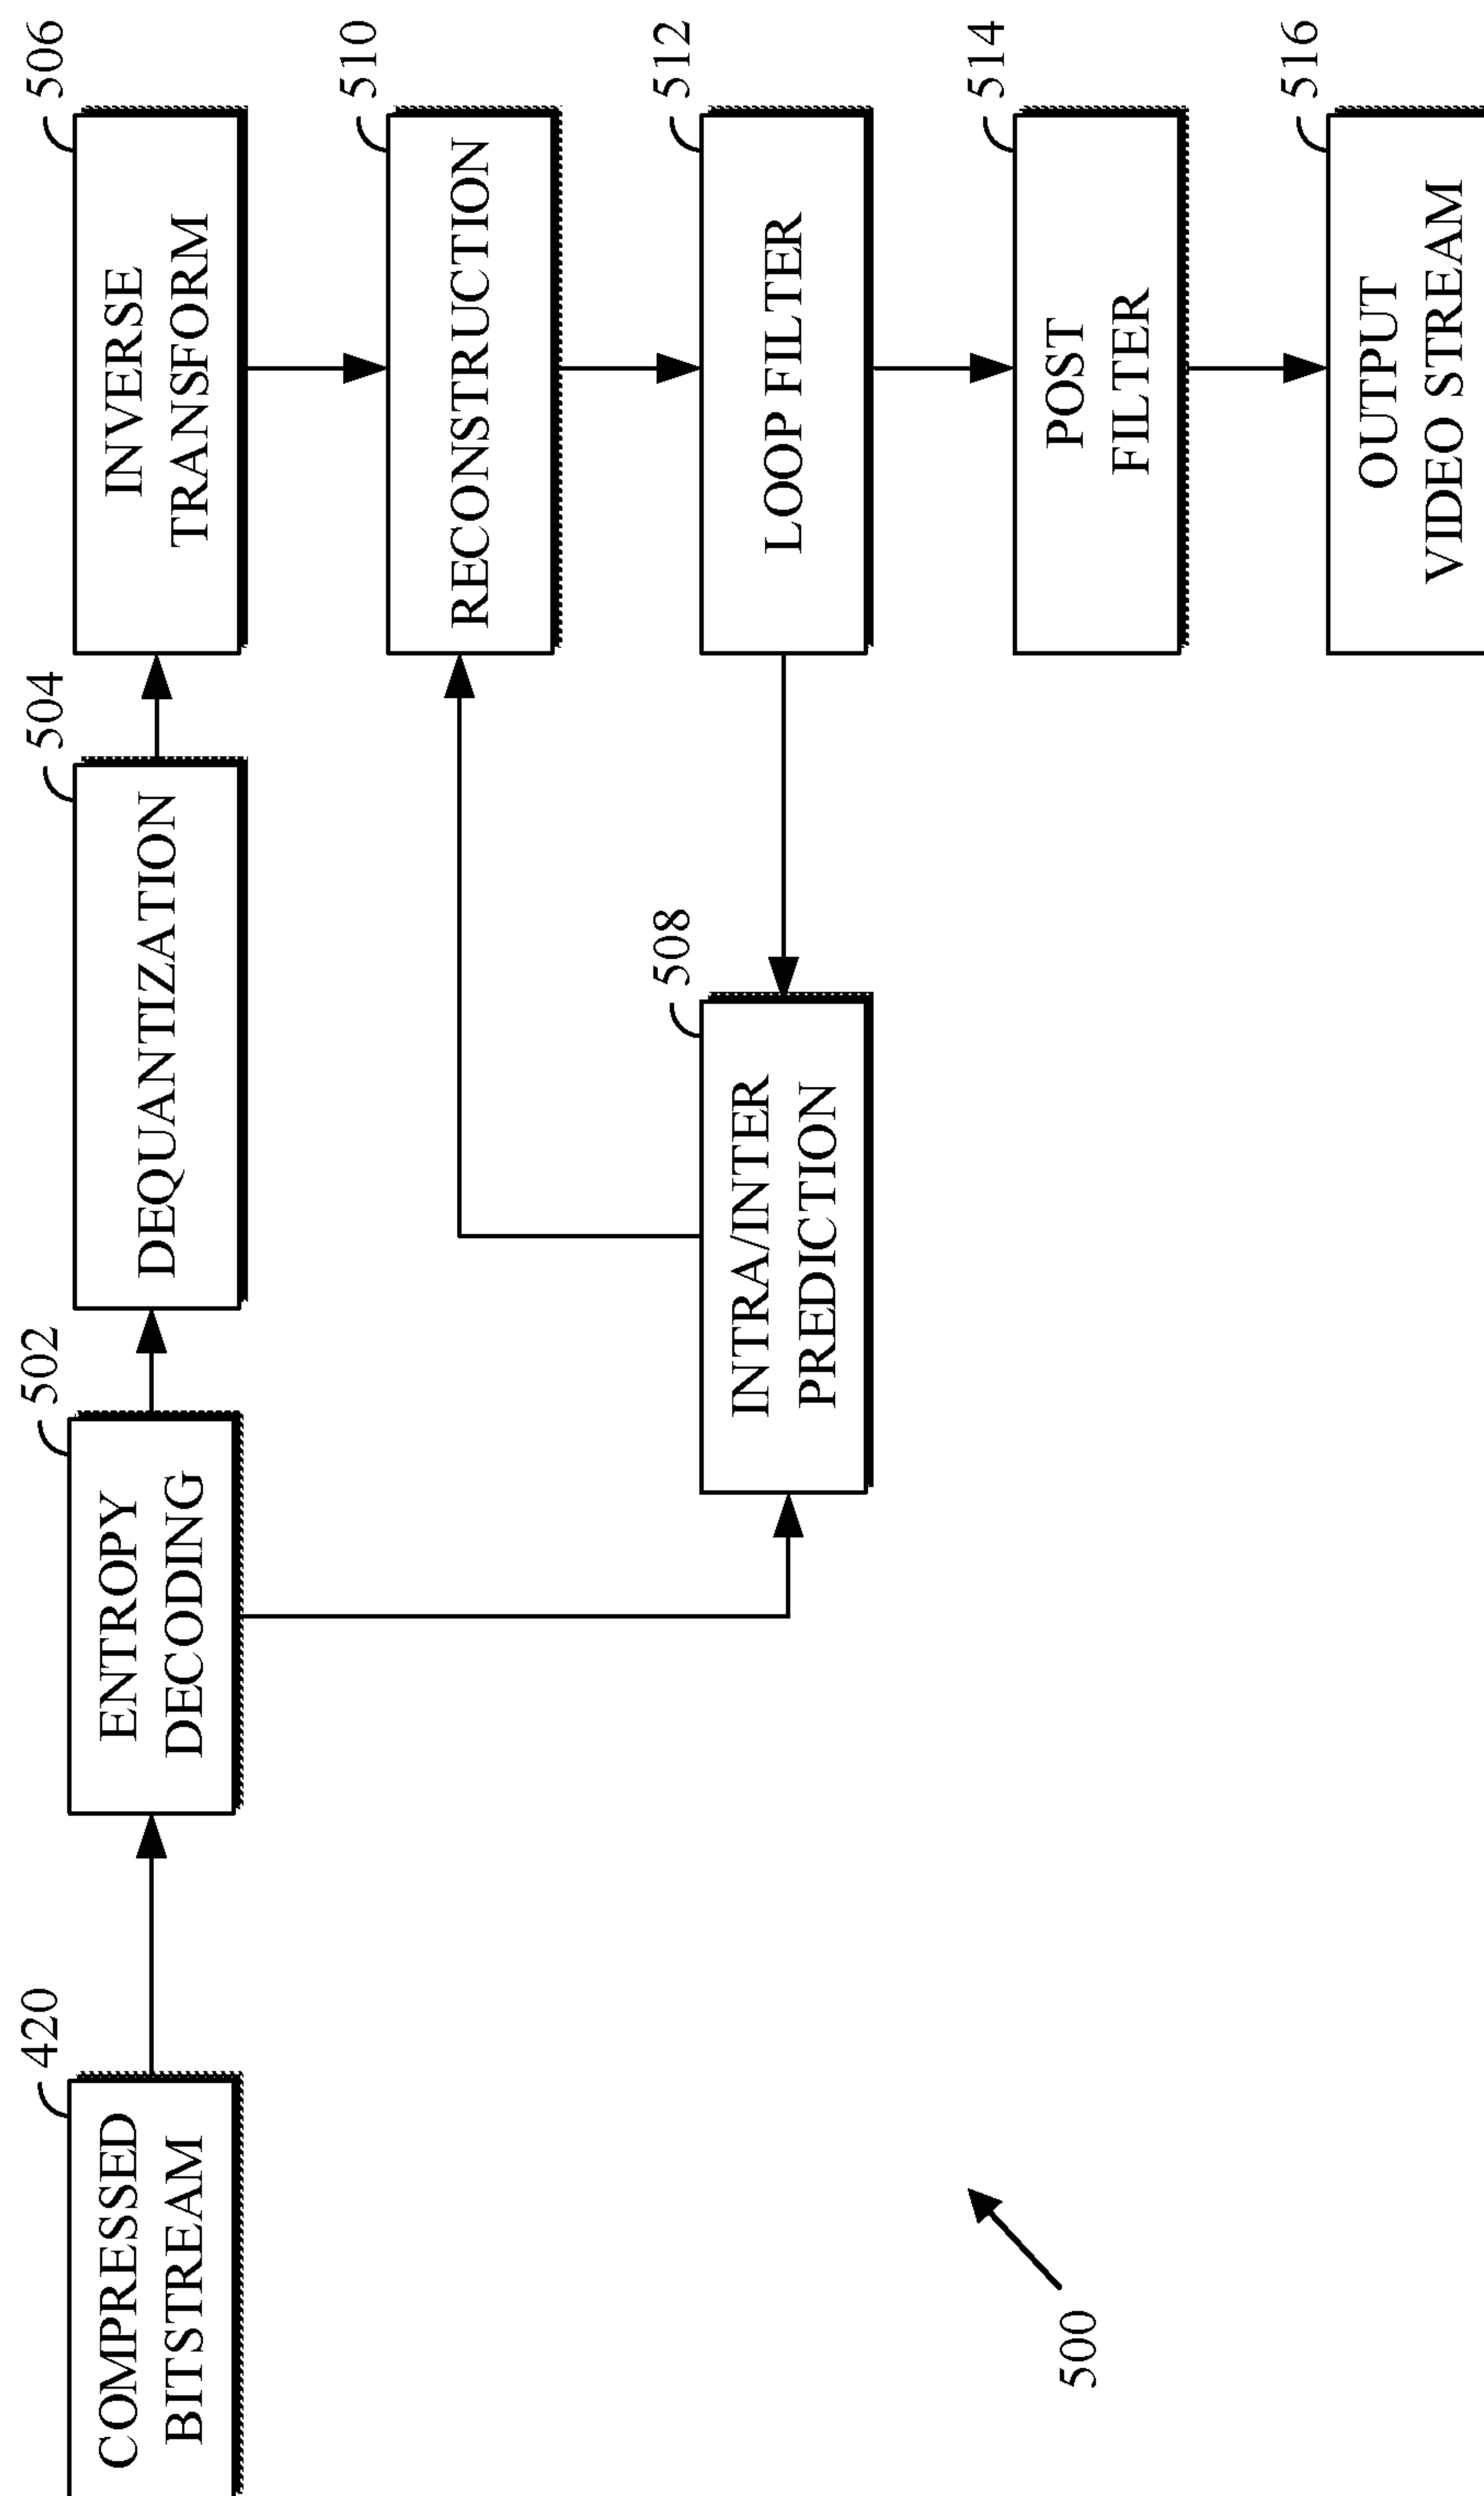 420
COMPRESSED
BITSTREAM
502
ENTROPY
DECODING
504
DEQUANTIZATION
506
INVERSE
TRANSFORM
510
RECONSTRUCTION
508
INTRA/INTER
PREDICTION
512
LOOP FILTER
514
POST
FILTER
516
OUTPUT
VIDEO STREAM
500